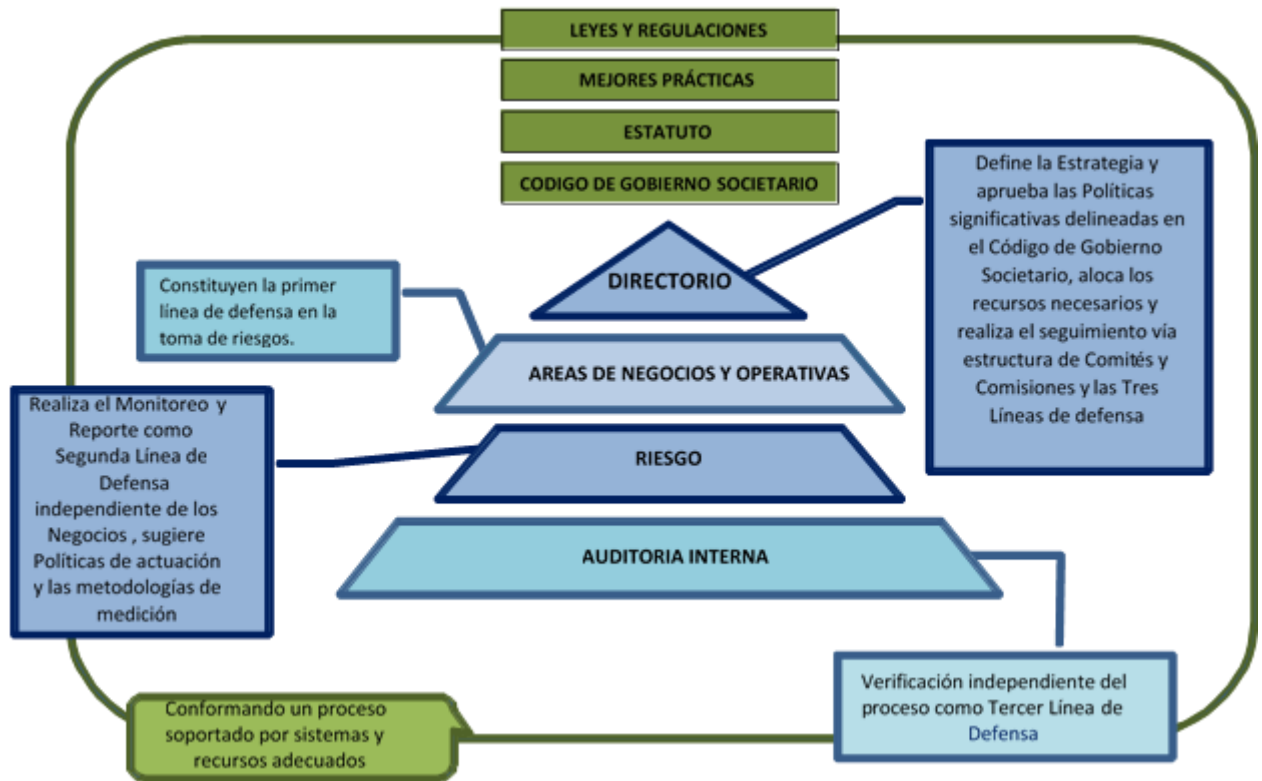 LEYES Y REGULACIONES
MEJORES PRÁCTICAS
ESTATUTO
CODIGO DE GOBIERNO SOCIETARIO
Define la Estrategia y
aprueba las Políticas
significativas delineadas en
el Código de Gobierno
Societario, aloca los
recursos necesarios y
realiza el seguimiento vía
estructura de Comités y
Comisiones y las Tres
Líneas de defensa
DIRECTORIO
Constituyen la primer
línea de defensa en la
toma de riesgos.
AREAS DE NEGOCIOS Y OPERATIVAS
Realiza el Monitoreo y
Reporte como
Segunda Línea de
Defensa
independiente de los
Negocios , sugiere
Políticas de actuación
y las metodologías de
medición
RIESGO
AUDITORIA INTERNA
Verificación independiente del
proceso como Tercer Línea de
Defensa
Conformando un proceso
soportado por sistemas y
recursos adecuados